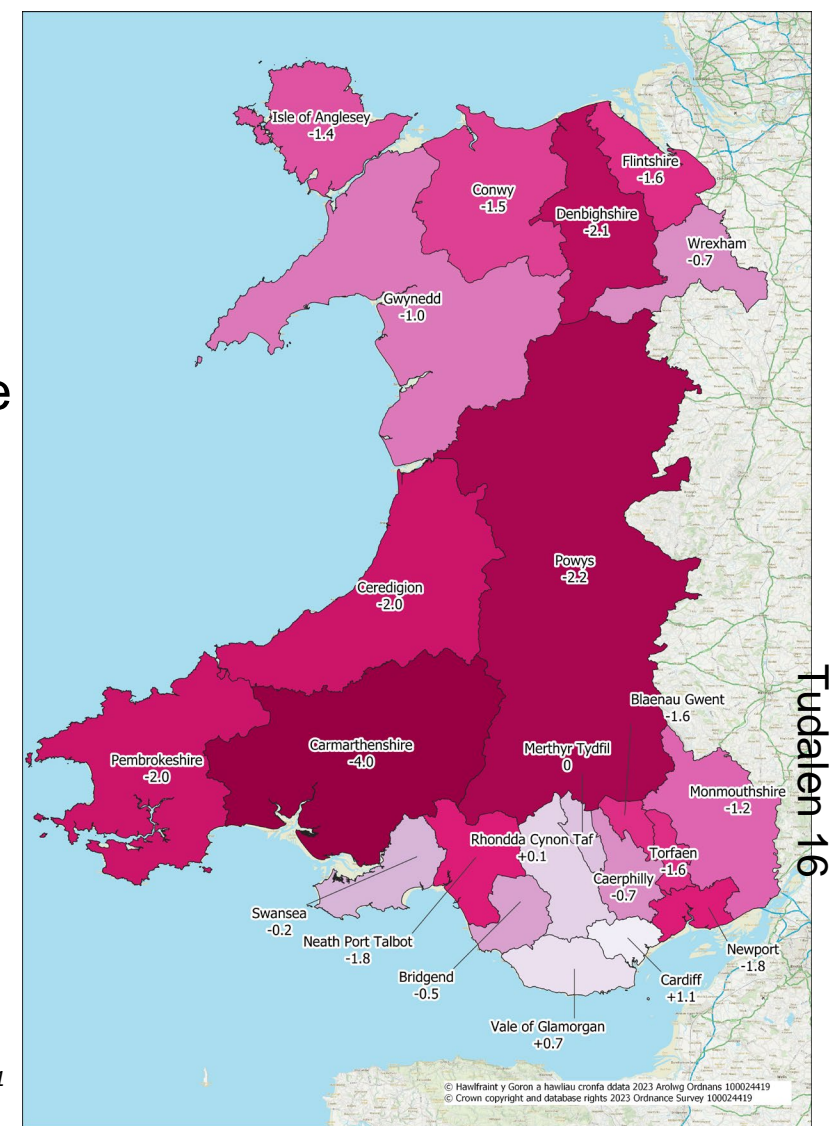 Isle of Anglesey
-1.4
Flintshire
-1.6
Conwy
-1.5
Denbighshire
-2.1
Wrexham
-0.7
Gwynedd
-1.0
e
Powys
-2.2
Ceredigion
-2.0
Blaenau Gwent
-1.6
Carmarthenshire
-4.0
Merthyr Tydfil
0
Pembrokeshire
-2.0
Monmouthshire
-1.2
Tudalen 16
Rhondda Cynon Taf
+0.1
Torfaen
-1.6
Caerphilly
-0.7
Swansea
-0.2
Neath Port Talbot
-1.8
Newport
-1.8
Bridgend
-0.5
Cardiff
+1.1
Vale of Glamorgan
+0.7
© Hawlfraint y Goron a hawliau cronfa ddata 2023 Arolwg Ordnans 100024419
© Crown copyright and database rights 2023 Ordnance Survey 100024419